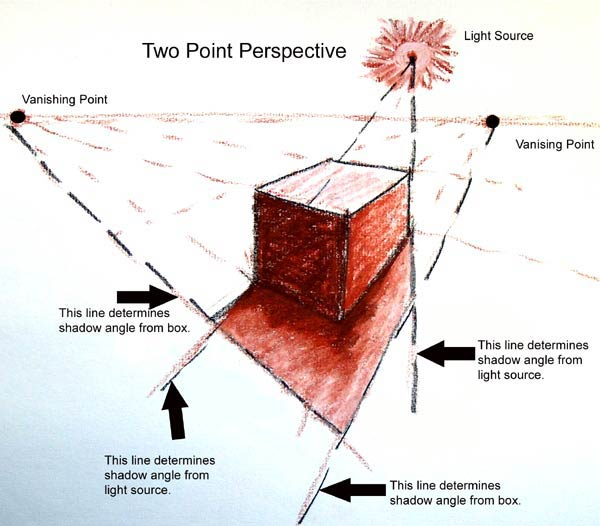 Two Point Perspective
Light Source
Vanishing Point
Vanising Point
This line determines
shadow angle from box.
This line determines
shadow angle from
light source.
This line determines
shadow angle from
light source.
This line determines
shadow angle from box.